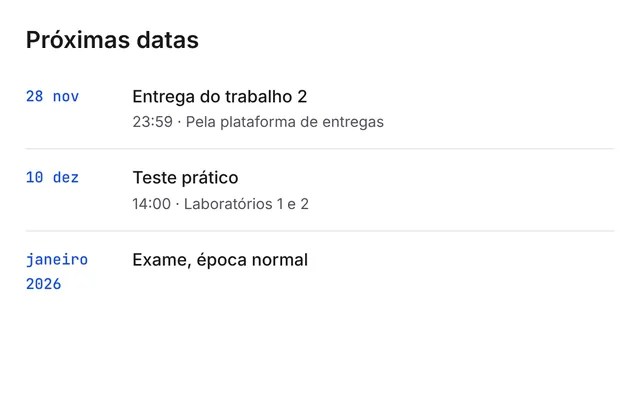 Próximas datas
28 nov
Entrega do trabalho 2
23:59 · Pela plataforma de entregas
10 dez
Teste prático
14:00 · Laboratórios 1 e 2
janeiro
2026
Exame, época normal